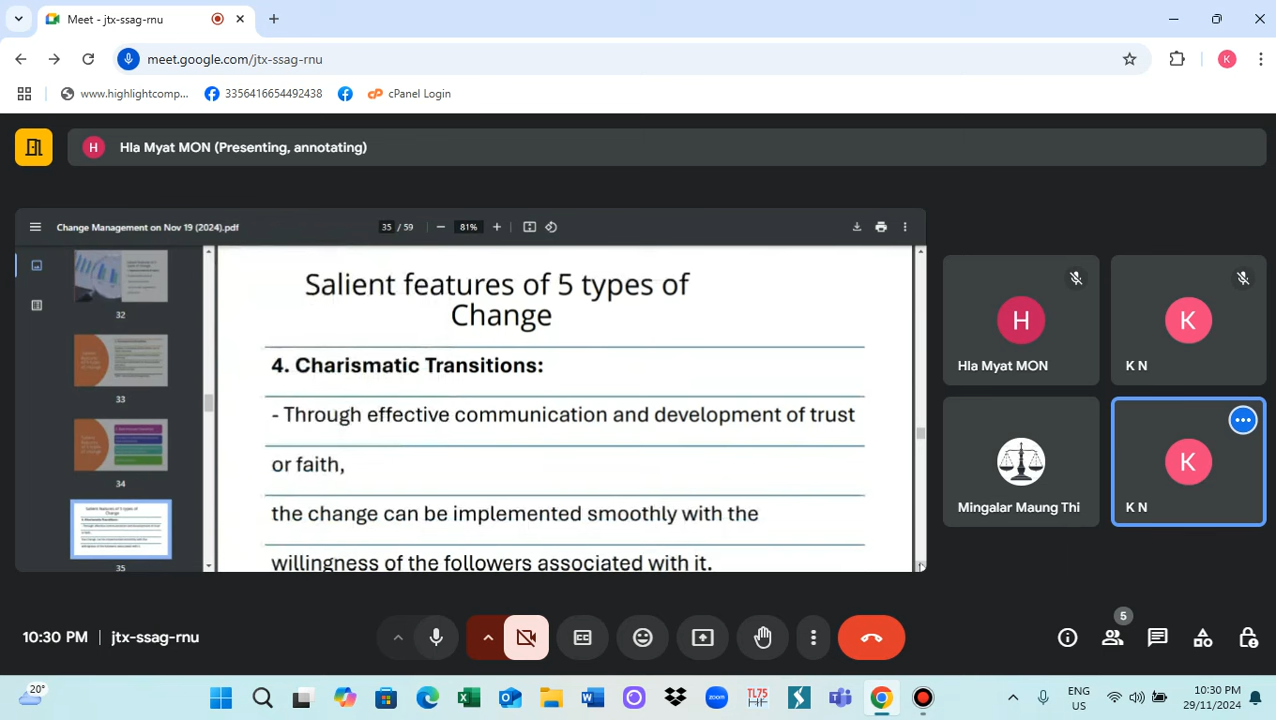 Meet - jtx-ssag-rnu
meet.google.com/jtx-ssag-rnu
K
www.highlightcomp...
3356416654492438
cPanel Login
H
Hla Myat MON (Presenting, annotating)
Change Management on Nov 19 (2024).pdf
35 / 59
81%
32
33
34
35
Salient features of 5 types of
Change
4. Charismatic Transitions:
- Through effective communication and development of trust
or faith,
the change can be implemented smoothly with the
willingness of the followers associated with it.
H
Hla Myat MON
K
K N
Mingalar Maung Thi
K
K N
10:30 PM
jtx-ssag-rnu
5
20°
zoom
TL75
ENG
US
10:30 PM
29/11/2024